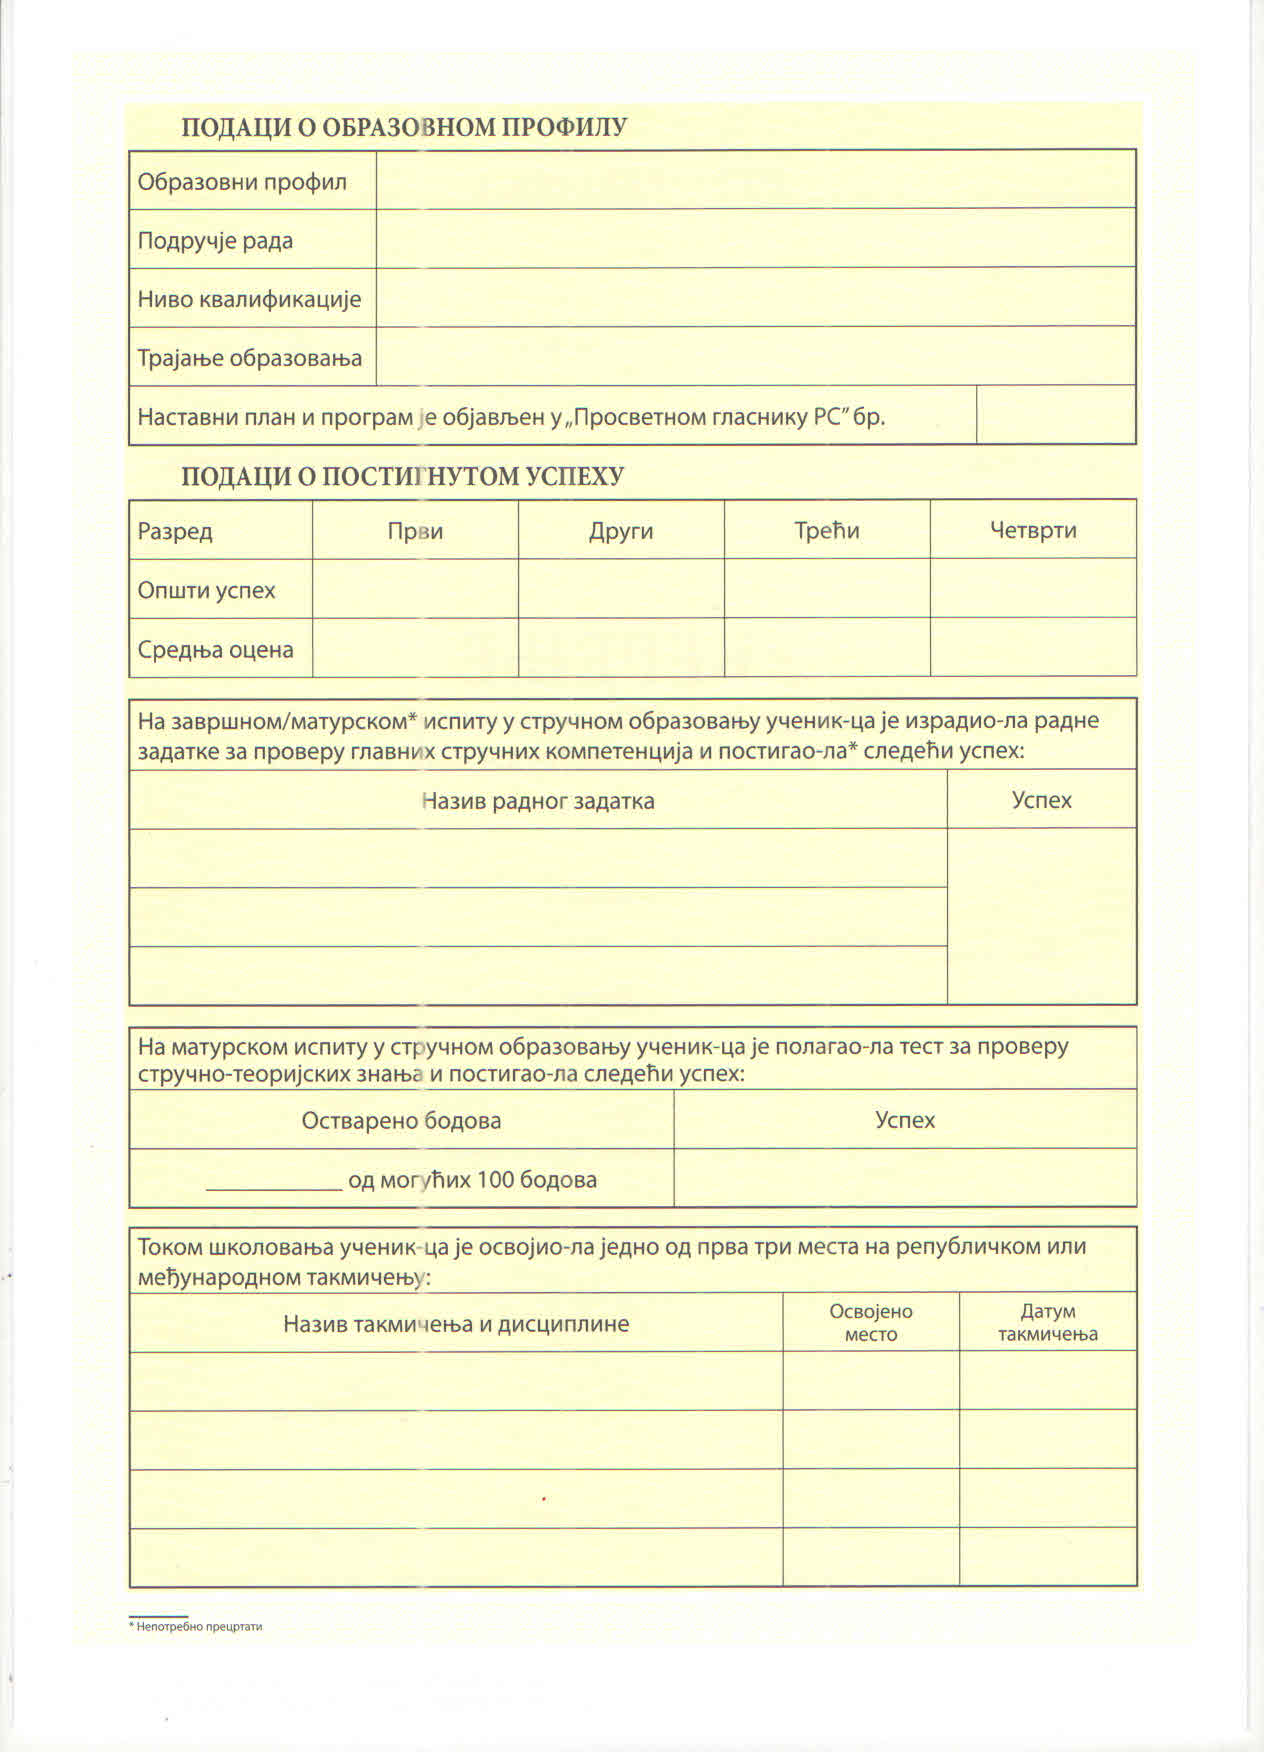 ПОДАЦИ О ОБРАЗОВНОМ ПРОФИЛУ
Образовни профил
Подручје рада
Ниво квалификације
Трајање образовања
Наставни план и програм је објављен у „Просветном гласнику РС” бр.
ПОДАЦИ О ПОСТИГНУТОМ УСПЕХУ
Разред Први Други Трећи Четврти
Општи успех
Средња оцена
На завршном/матурском* испиту у стручном образовању ученик-ца је израдио-ла радне
задатке за проверу главних стручних компетенција и постигао-ла* следећи успех:
Назив радног задатка Успех
На матурском испиту у стручном образовању ученик-ца је полагао-ла тест за проверу
стручно-теоријских знања и постигао-ла следећи успех:
Остварено бодова Успех
____________ од могућих 100 бодова
Током школовања ученик-ца је освојио-ла једно од прва три места на републичком или
међународном такмичењу:
Назив такмичења и дисциплине
Освојено
место
Датум
такмичења
* Непотребно прецртати